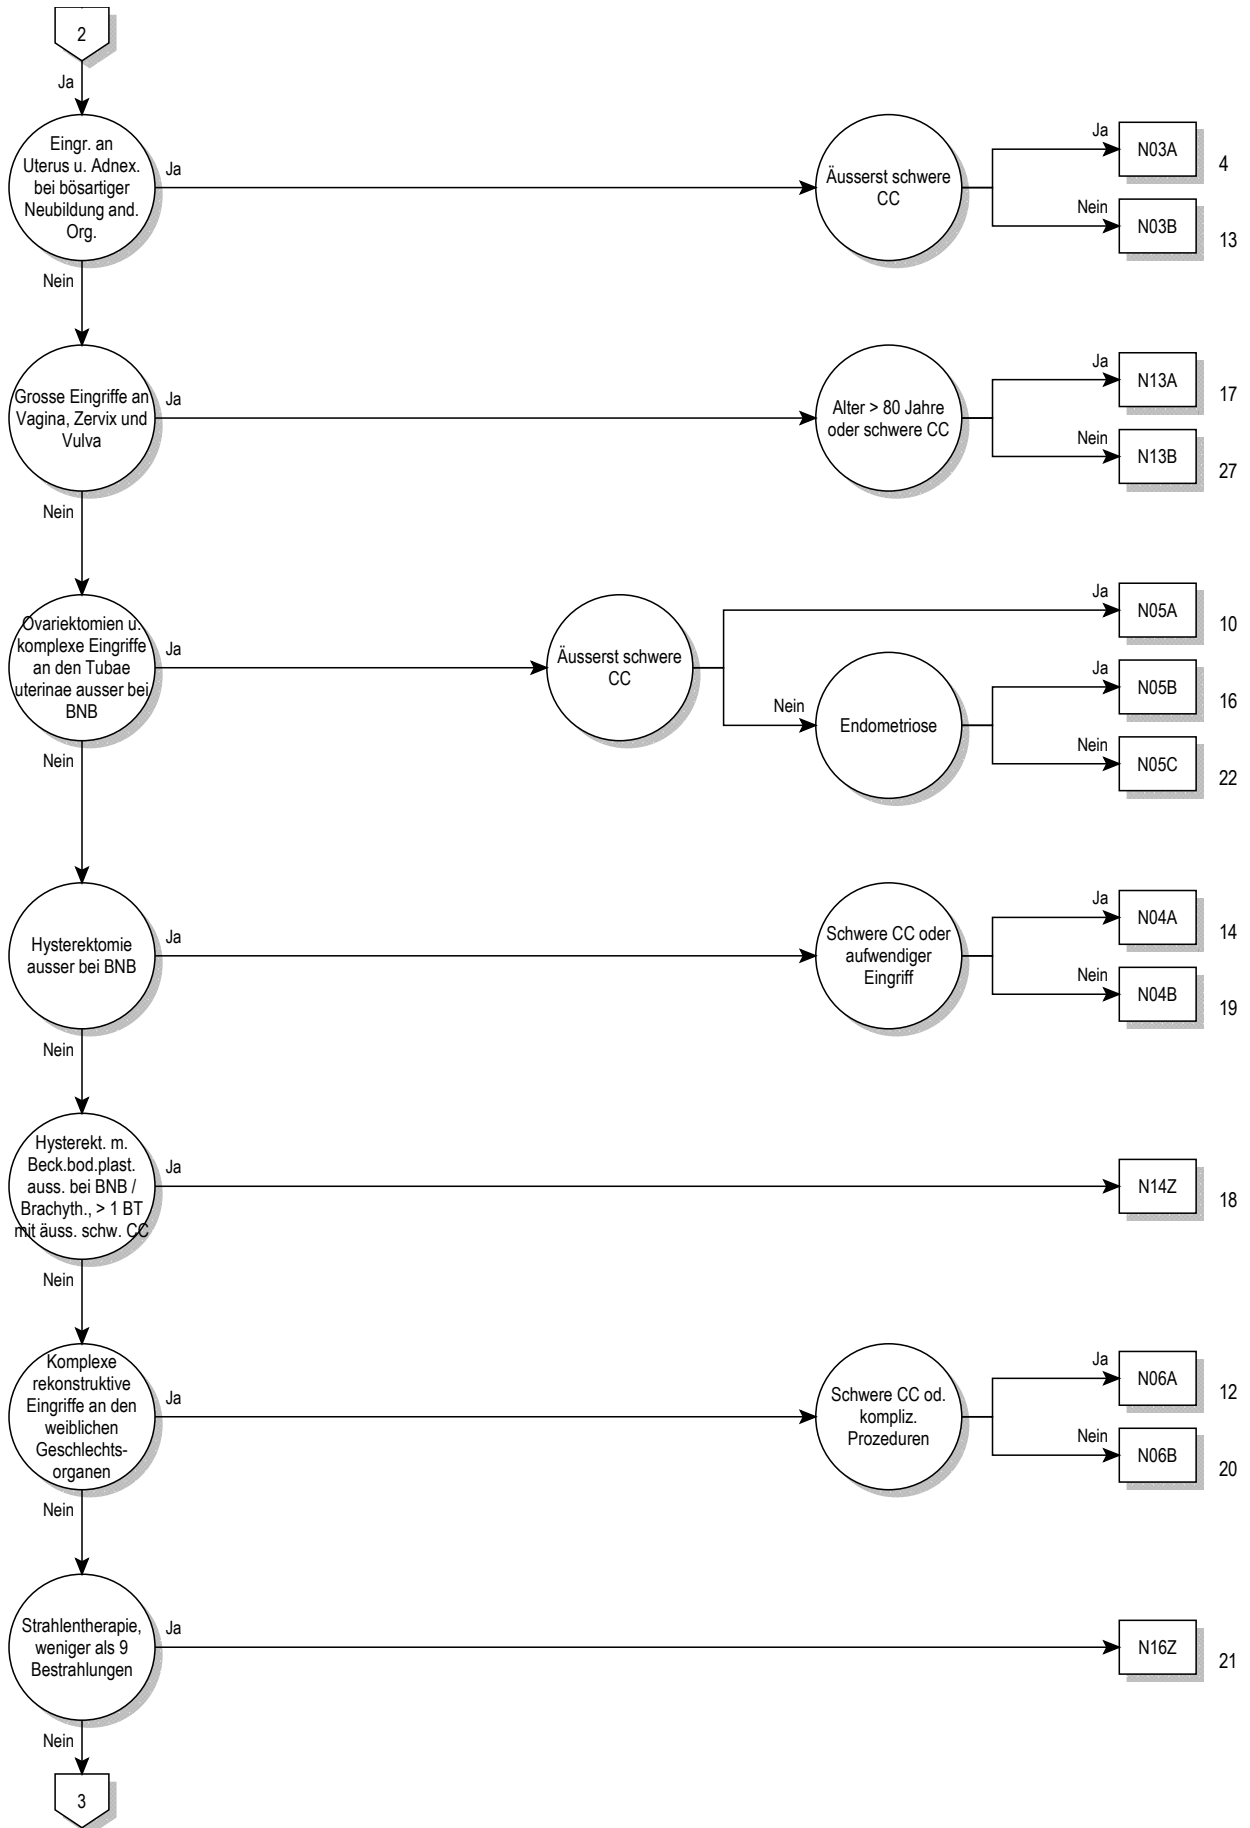 2
Ja
Eingr. an
Uterus u. Adnex.
bei bösartiger
Neubildung and.
Org.
Ja
Äusserst schwere
CC
Ja
N03A
4
Nein
N03B
13
Nein
Grosse Eingriffe an
Vagina, Zervix und
Vulva
Ja
Alter > 80 Jahre
oder schwere CC
Ja
N13A
17
Nein
N13B
27
Nein
Ovariektomien u.
komplexe Eingriffe
an den Tubae
uterinae ausser bei
BNB
Ja
Äusserst schwere
CC
Ja
N05A
10
Nein
Endometriose
Ja
N05B
16
Nein
N05C
22
Nein
Hysterektomie
ausser bei BNB
Ja
Schwere CC oder
aufwendiger
Eingriff
Ja
N04A
14
Nein
N04B
19
Nein
Hysterekt. m.
Beck.bod.plast.
auss. bei BNB /
Brachyth., > 1 BT
mit äuss. schw. CC
Ja
N14Z
18
Nein
Komplexe
rekonstruktive
Eingriffe an den
weiblichen
Geschlechts-
organen
Ja
Schwere CC od.
kompliz.
Prozeduren
Ja
N06A
12
Nein
N06B
20
Nein
Strahlentherapie,
weniger als 9
Bestrahlungen
Ja
N16Z
21
Nein
3